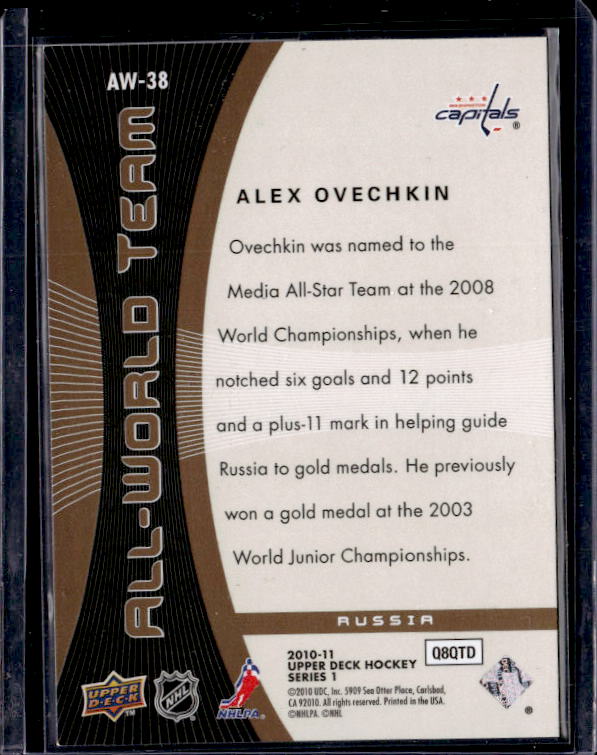 AW-38
ALL-WORLD TEAM
WASHINGTON
capitals
®
ALEX OVECHKIN
Ovechkin was named to the
Media All-Star Team at the 2008
World Championships, when he
notched six goals and 12 points
and a plus-11 mark in helping guide
Russia to gold medals. He previously
won a gold medal at the 2003
World Junior Championships.
RUSSIA
2010-11
UPPER DECK HOCKEY
SERIES 1
Q8QTD
©2010 UDC, Inc. 5909 Sea Otter Place, Carlsbad,
CA 92010. All rights reserved. Printed in the USA.
©NHLPA. ©NHL
UPPER
D·E·C·K
TM
NHL
NHLPA
®